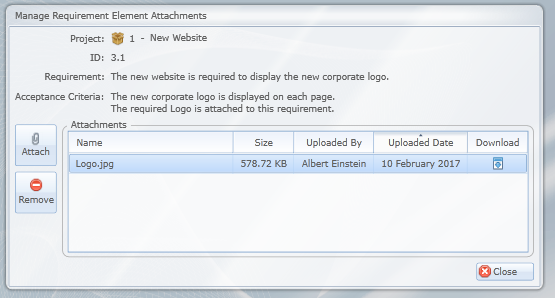 Manage Requirement Element Attachments
Project: 1 - New Website
ID: 3.1
Requirement: The new website is required to display the new corporate logo.
Acceptance Criteria: The new corporate logo is displayed on each page.
The required Logo is attached to this requirement.
Attachments
Attach
Name Size Uploaded By Uploaded Date Download
Logo.jpg 578.72 KB Albert Einstein 10 February 2017
Remove
Close